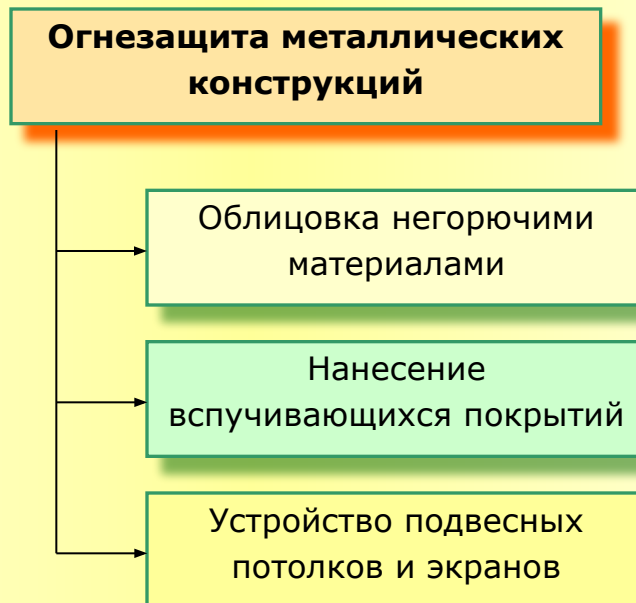 Огнезащита металлических
конструкций
Облицовка негорючими
материалами
Нанесение
вспучивающихся покрытий
Устройство подвесных
потолков и экранов